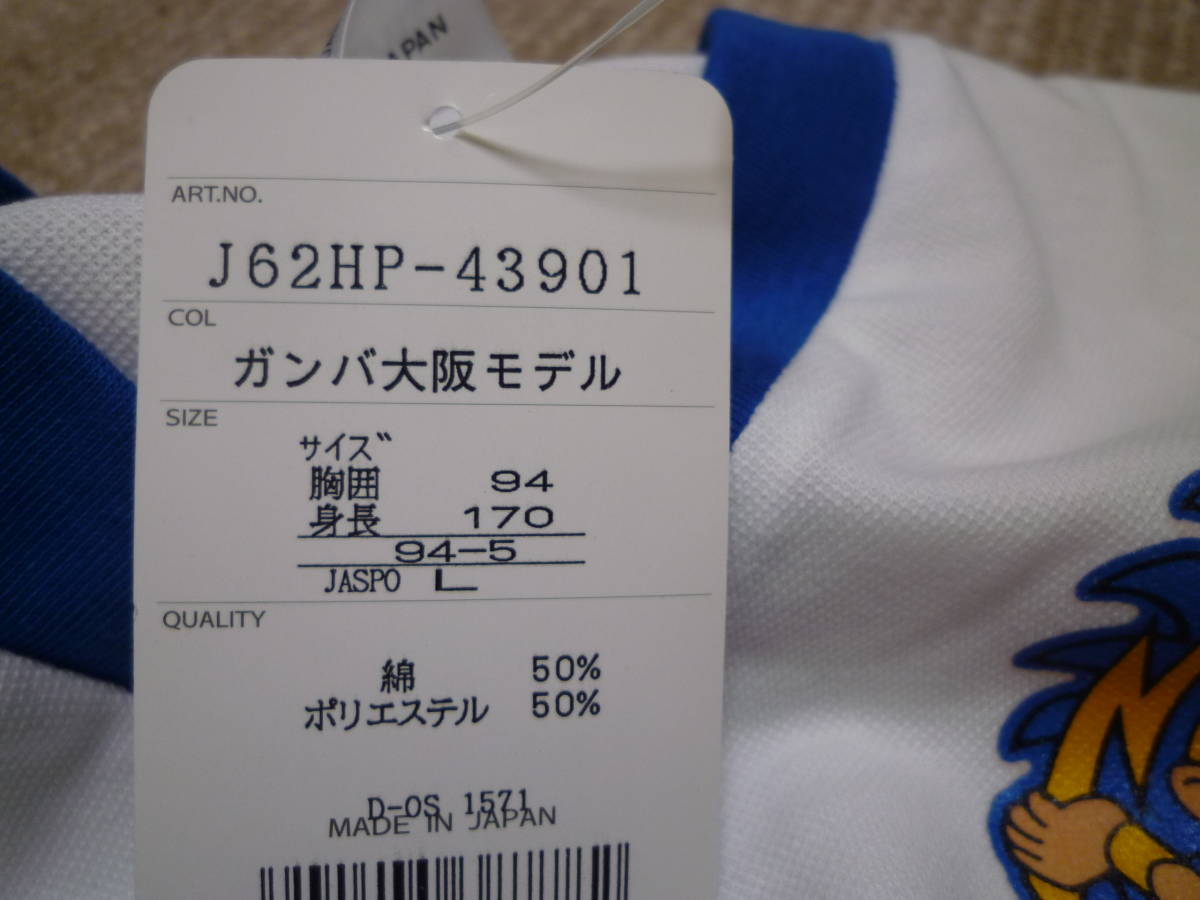 JAPAN
ART.NO.
J62HP-43901
COL
ガンバ大阪モデル
SIZE
サイズ
胸囲 94
身長 170
94-5
JASPO L
QUALITY
綿 50%
ポリエステル 50%
D-OS 1571
MADE IN JAPAN